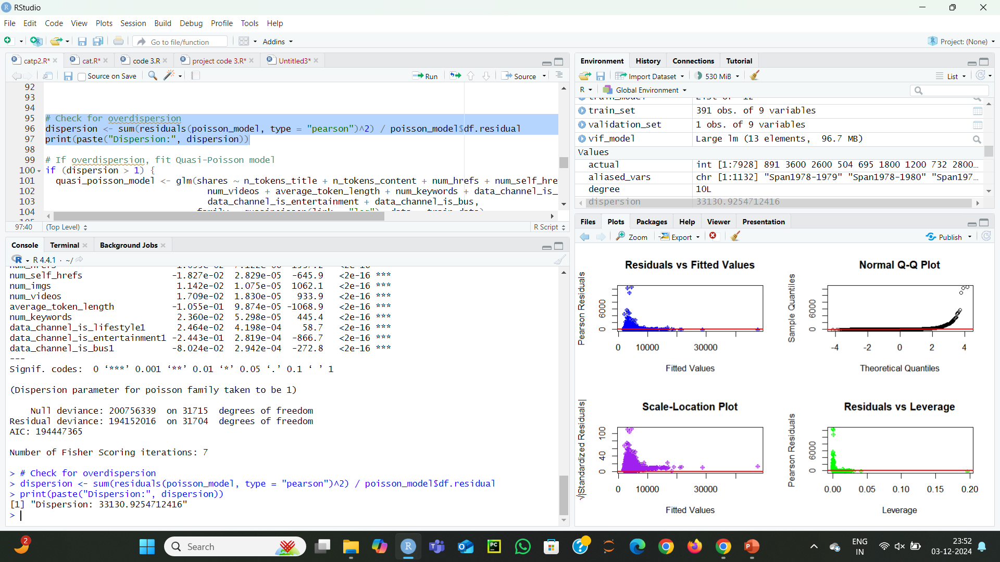 RStudio
File Edit Code View Plots Session Build Debug Profile Tools Help
Go to file/function Addins Project: (None)
catp2.R* cat.R* code 3.R project code 3.R* Untitled3*
Source on Save Run Source
92
93
94
95 # Check for overdispersion
96 dispersion <- sum(residuals(poisson_model, type = "pearson")^2) / poisson_model$df.residual
97 print(paste("Dispersion:", dispersion))
98
99 # If overdispersion, fit Quasi-Poisson model
100 if (dispersion > 1) {
101 quasi_poisson_model <- glm(shares ~ n_tokens_title + n_tokens_content + num_hrefs + num_self_hre
102 num_videos + average_token_length + num_keywords + data_channel_is_
103 data_channel_is_entertainment + data_channel_is_bus,
104
97:40 (Top Level) R Script
Console Terminal Background Jobs
R 4.4.1 · ~/
num_self_hrefs -1.827e-02 2.829e-05 -645.9 <2e-16 ***
num_imgs 1.142e-02 1.075e-05 1062.1 <2e-16 ***
num_videos 1.709e-02 1.830e-05 933.9 <2e-16 ***
average_token_length -1.055e-01 9.874e-05 -1068.9 <2e-16 ***
num_keywords 2.360e-02 5.298e-05 445.4 <2e-16 ***
data_channel_is_lifestyle1 2.464e-02 4.198e-04 58.7 <2e-16 ***
data_channel_is_entertainment1 -2.443e-01 2.819e-04 -866.7 <2e-16 ***
data_channel_is_bus1 -8.024e-02 2.942e-04 -272.8 <2e-16 ***
---
Signif. codes: 0 ‘***’ 0.001 ‘**’ 0.01 ‘*’ 0.05 ‘.’ 0.1 ‘ ’ 1
(Dispersion parameter for poisson family taken to be 1)
Null deviance: 200756339 on 31715 degrees of freedom
Residual deviance: 194152016 on 31704 degrees of freedom
AIC: 194447365
Number of Fisher Scoring iterations: 7
> # Check for overdispersion
> dispersion <- sum(residuals(poisson_model, type = "pearson")^2) / poisson_model$df.residual
> print(paste("Dispersion:", dispersion))
[1] "Dispersion: 33130.9254712416"
>
Environment History Connections Tutorial
Import Dataset 530 MiB List
R Global Environment
train_set 391 obs. of 9 variables
validation_set 1 obs. of 9 variables
vif_model Large lm (13 elements, 96.7 MB)
Values
actual int [1:7928] 891 3600 2600 504 695 1800 1200 732 2800...
aliased_vars chr [1:1132] "Span1978-1979" "Span1978-1980" "Span197...
degree 10L
dispersion 33130.9254712416
Files Plots Packages Help Viewer Presentation
Zoom Export Publish
Residuals vs Fitted Values
Pearson Residuals
0 6000
0 10000 30000
Fitted Values
Normal Q-Q Plot
Sample Quantiles
0 6000
-4 -2 0 2 4
Theoretical Quantiles
Scale-Location Plot
√|Standardized Residuals|
0 40 100
0 10000 30000
Fitted Values
Residuals vs Leverage
Pearson Residuals
0 6000
0.00 0.05 0.10 0.15 0.20
Leverage
2
Search
PC
ENG
IN
23:52
03-12-2024